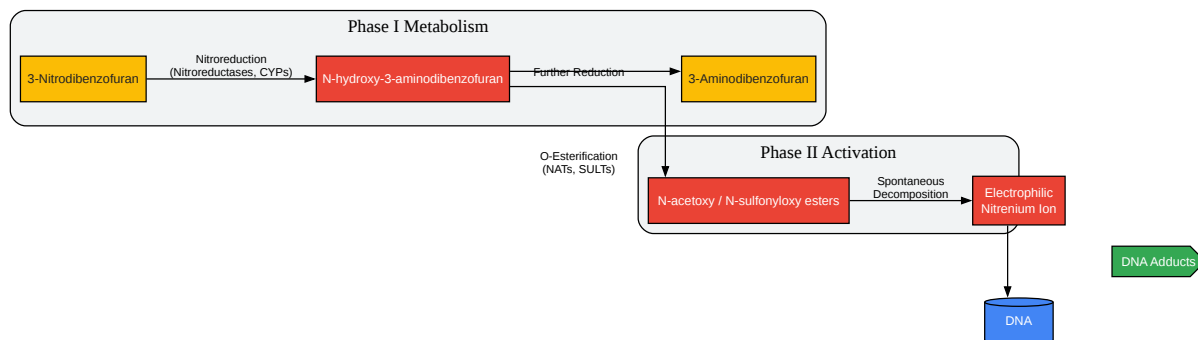 Phase I Metabolism
3-Nitrodibenzofuran
Nitroreduction
(Nitroreductases, CYPs)
N-hydroxy-3-aminodibenzofuran
Further Reduction
3-Aminodibenzofuran
O-Esterification
(NATs, SULTs)
Phase II Activation
N-acetoxy / N-sulfonyloxy esters
Spontaneous
Decomposition
Electrophilic
Nitrenium Ion
DNA Adducts
DNA